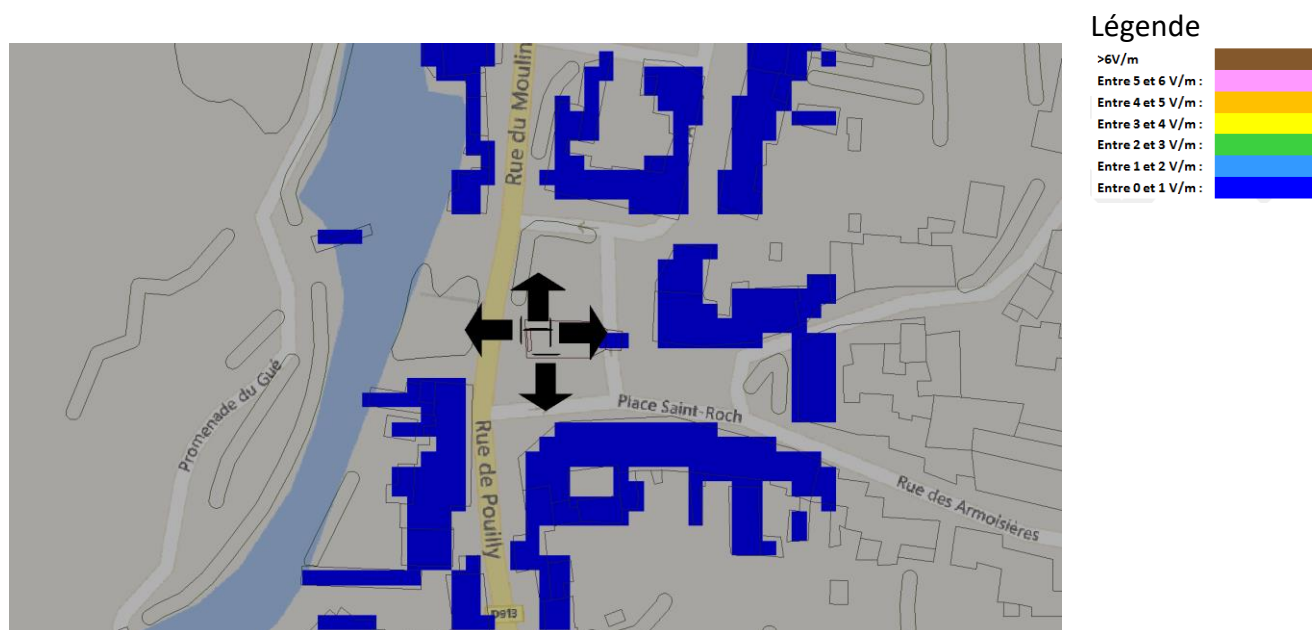 Légende
>6V/m
Entre 5 et 6 V/m :
Entre 4 et 5 V/m :
Entre 3 et 4 V/m :
Entre 2 et 3 V/m :
Entre 1 et 2 V/m :
Entre 0 et 1 V/m :
Rue du Moulin
Promenade du Gué
Place Saint-Roch
Rue de Pouilly
Rue des Armoisières
D913